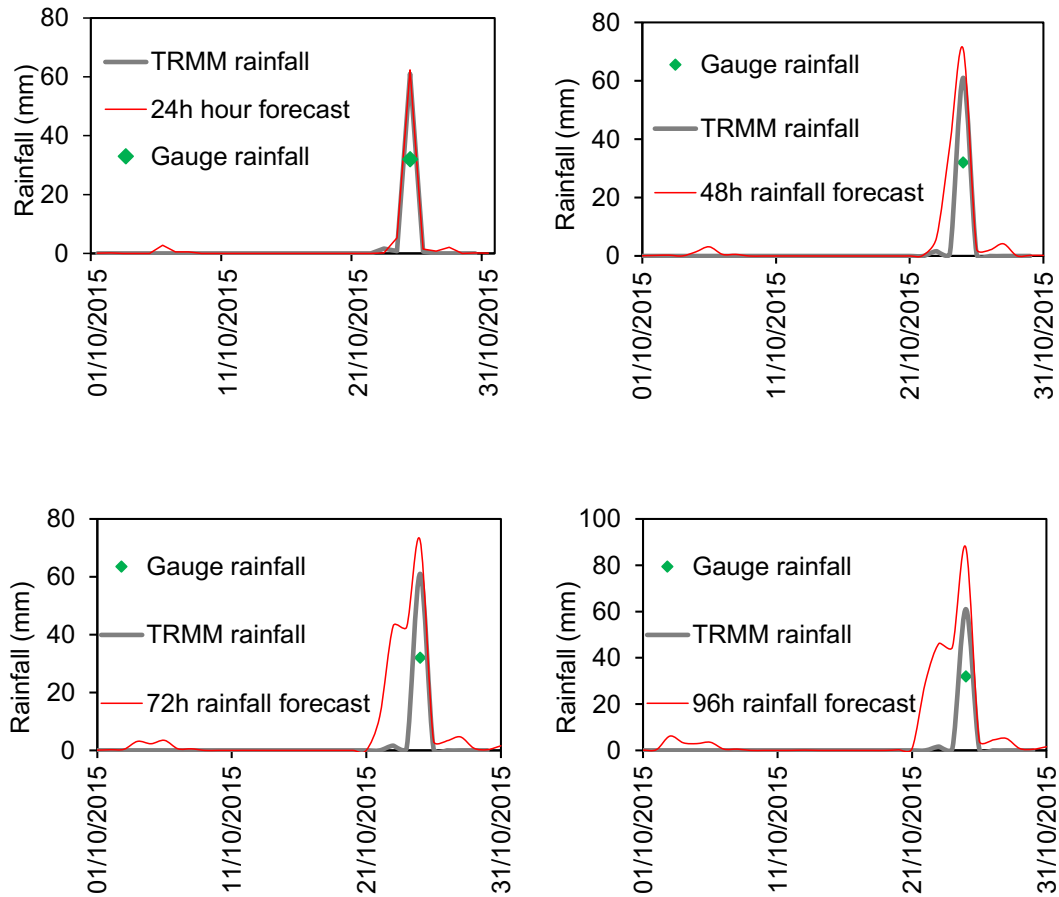 80
60
40
20
0
Rainfall (mm)
TRMM rainfall
24h hour forecast
Gauge rainfall
01/10/2015
11/10/2015
21/10/2015
31/10/2015
80
60
40
20
0
Rainfall (mm)
Gauge rainfall
TRMM rainfall
48h rainfall forecast
01/10/2015
11/10/2015
21/10/2015
31/10/2015
80
60
40
20
0
Rainfall (mm)
Gauge rainfall
TRMM rainfall
72h rainfall forecast
01/10/2015
11/10/2015
21/10/2015
31/10/2015
100
80
60
40
20
0
Rainfall (mm)
Gauge rainfall
TRMM rainfall
96h rainfall forecast
01/10/2015
11/10/2015
21/10/2015
31/10/2015